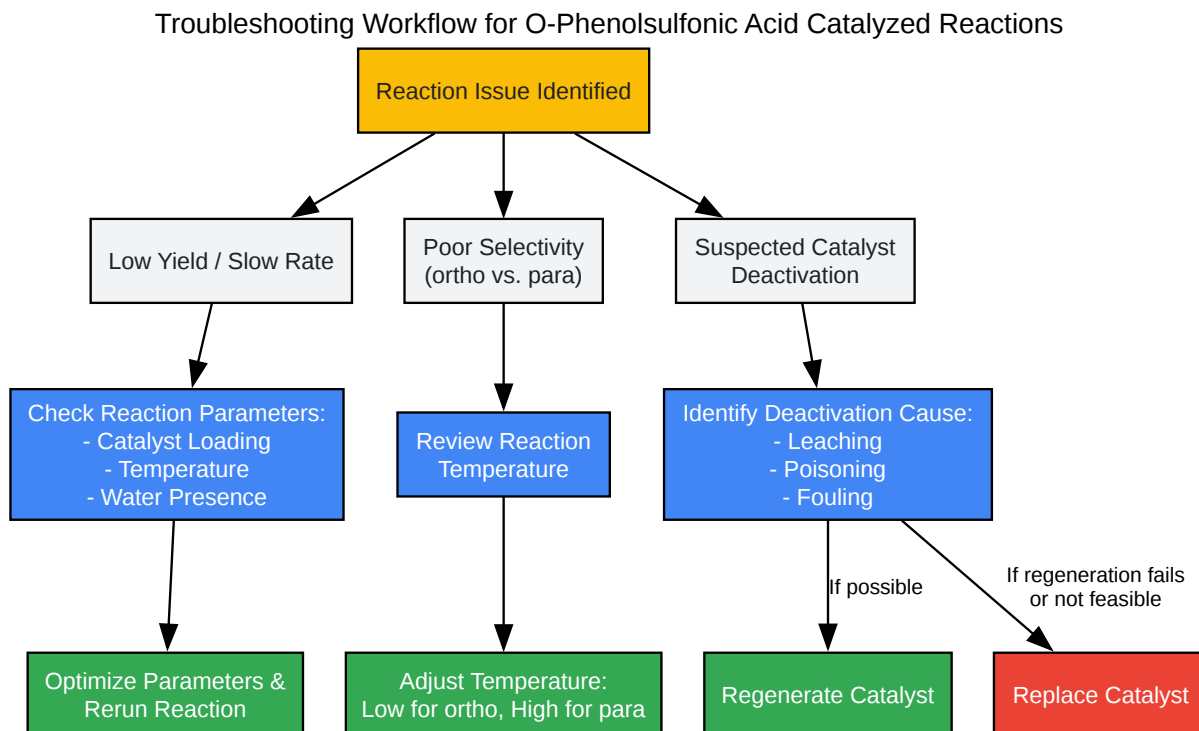 Troubleshooting Workflow for O-Phenolsulfonic Acid Catalyzed Reactions
Reaction Issue Identified
Low Yield / Slow Rate
Poor Selectivity
(ortho vs. para)
Suspected Catalyst
Deactivation
Check Reaction Parameters:
- Catalyst Loading
- Temperature
- Water Presence
Review Reaction
Temperature
Identify Deactivation Cause:
- Leaching
- Poisoning
- Fouling
If possible
If regeneration fails
or not feasible
Optimize Parameters &
Rerun Reaction
Adjust Temperature:
Low for ortho, High for para
Regenerate Catalyst
Replace Catalyst